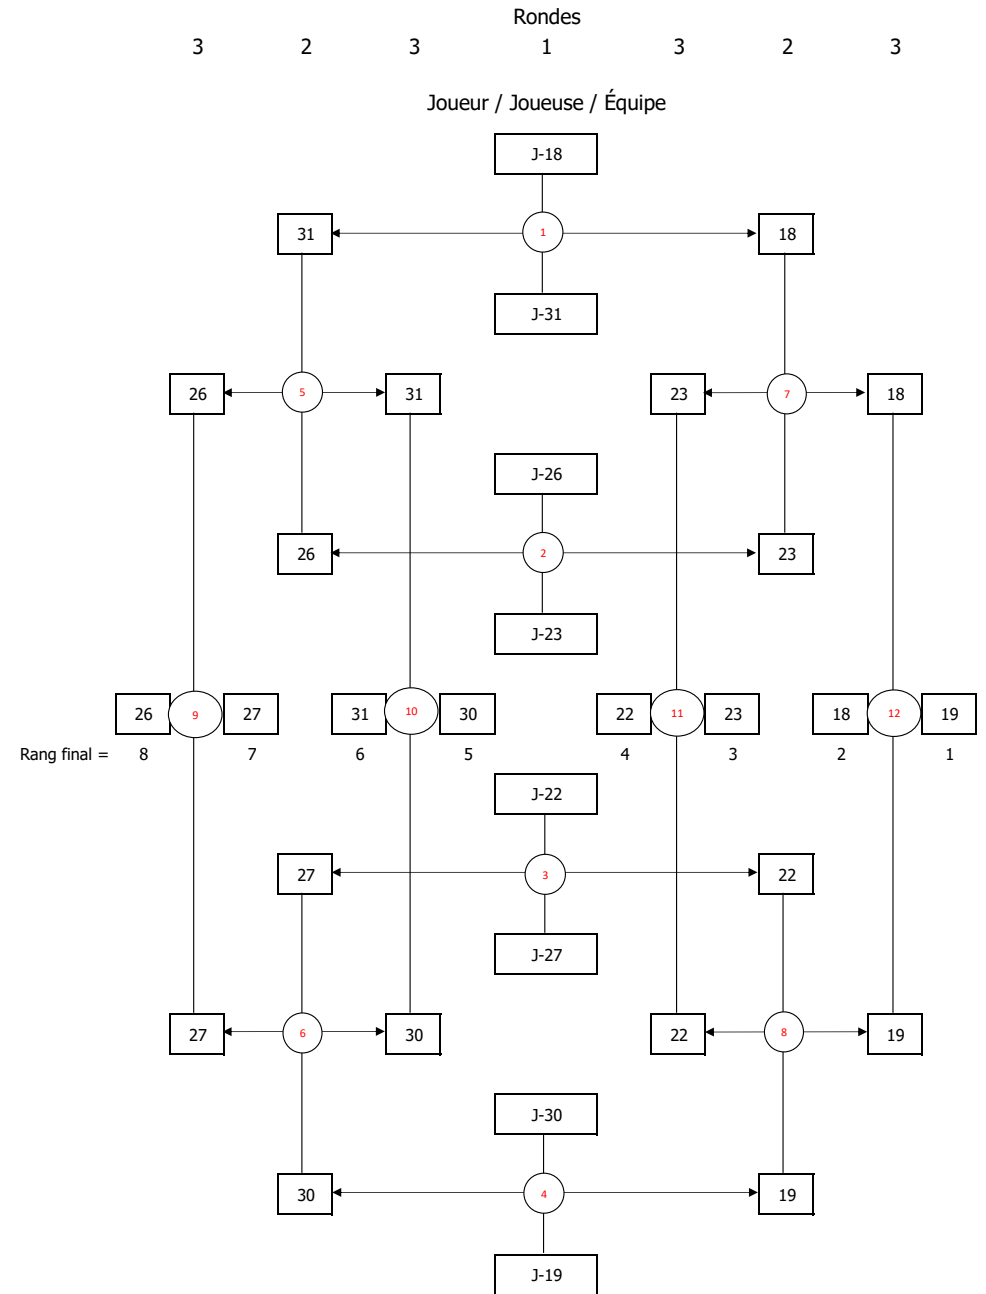 Rondes
3 2 3 1 3 2 3
Joueur / Joueuse / Équipe
J-18
31 1 18
J-31
26 5 31 23 7 18
J-26
26 2 23
J-23
26 9 27 31 10 30 22 11 23 18 12 19
Rang final = 8 7 6 5 4 3 2 1
J-22
27 3 22
J-27
27 6 30 22 8 19
J-30
30 4 19
J-19